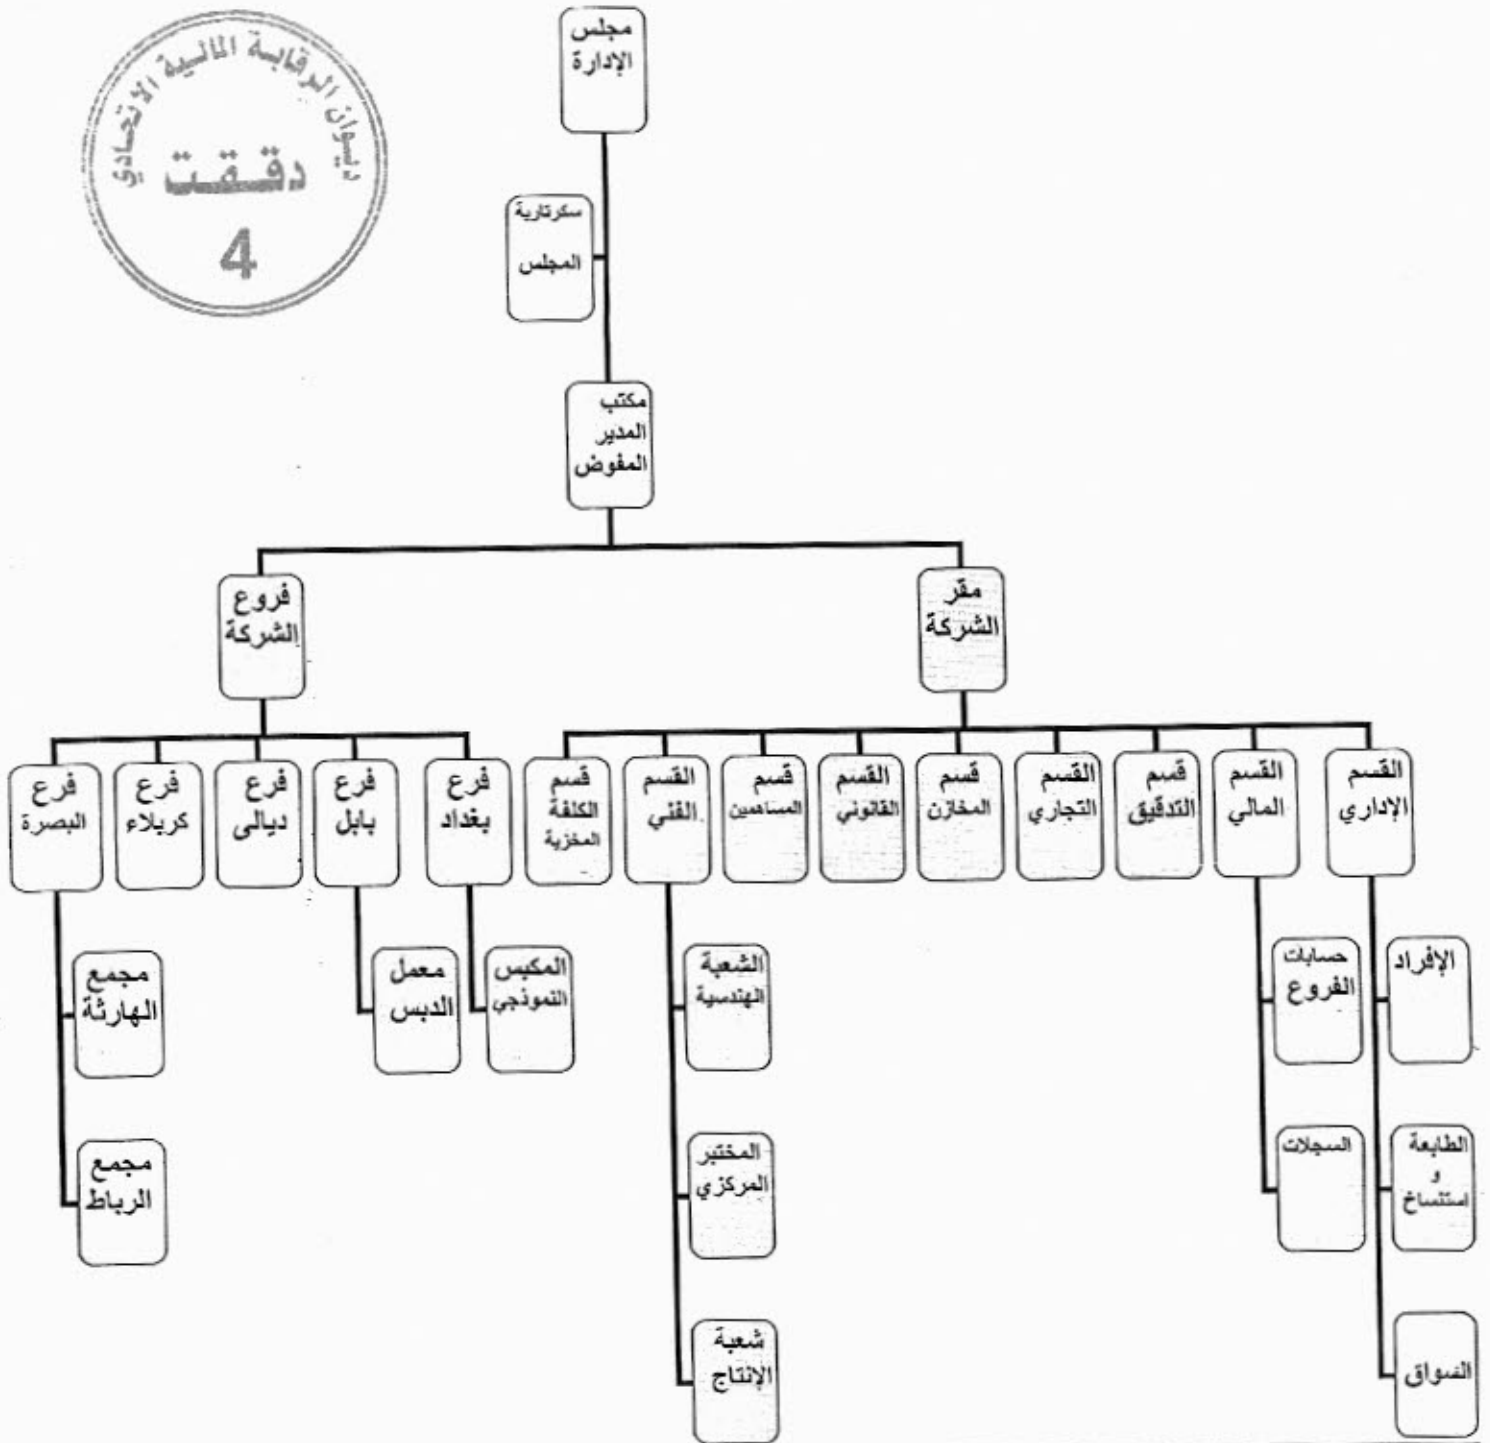 ديوان الرقابة المالية الاتحادي
دققت
4
مجلس
الإدارة
سكرتارية
المجلس
مكتب
المدير
المفوض
مقر
الشركة
فروع
الشركة
القسم
الإداري
القسم
المالي
قسم
التدقيق
القسم
التجاري
قسم
المخازن
القسم
القانوني
قسم
المساهمين
القسم
الفني
قسم
الكلفة
المخزية
فرع
بغداد
فرع
بابل
فرع
ديالى
فرع
كربلاء
فرع
البصرة
الإفراد
الطابعة
و
استنساخ
السواق
حسابات
الفروع
السجلات
الشعبة
الهندسية
المختبر
المركزي
شعبة
الإنتاج
المكبس
النموذجي
معمل
الدبس
مجمع
الهارثة
مجمع
الرباط